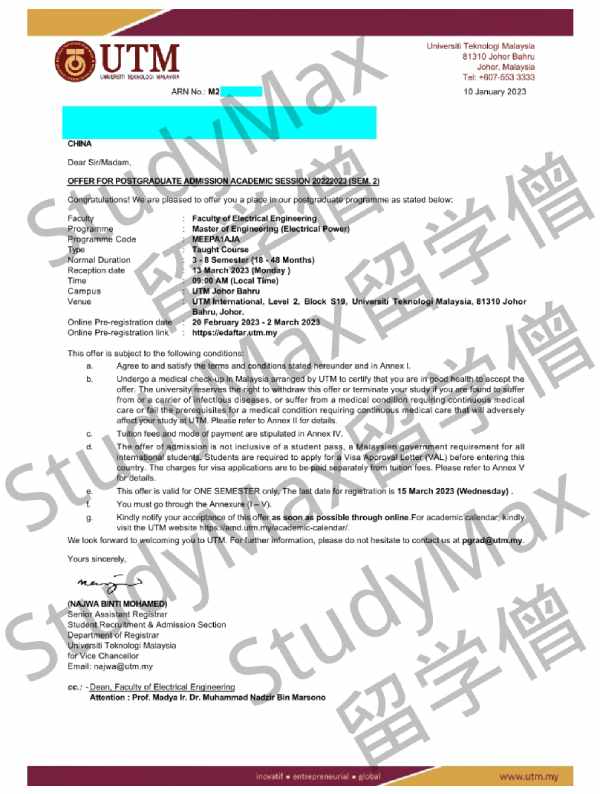 UTM
UNIVERSITI TEKNOLOGI MALAYSIA
Universiti Teknologi Malaysia
81310 Johor Bahru
Johor, Malaysia
Tel: +607-553 3333
ARN No.: M2
10 January 2023
CHINA
Dear Sir/Madam,
OFFER FOR POSTGRADUATE ADMISSION ACADEMIC SESSION 20222023 (SEM. 2)
Congratulations! We are pleased to offer you a place in our postgraduate programme as stated below:
Faculty : Faculty of Electrical Engineering
Programme : Master of Engineering (Electrical Power)
Programme Code : MEEPA1AJA
Type : Taught Course
Normal Duration : 3 - 8 Semester (18 - 48 Months)
Reception date : 13 March 2023 (Monday )
Time : 09:00 AM (Local Time)
Campus : UTM Johor Bahru
Venue : UTM International, Level 2, Block S19, Universiti Teknologi Malaysia, 81310 Johor
Bahru, Johor.
Online Pre-registration date : 20 February 2023 - 2 March 2023
Online Pre-registration link : https://edaftar.utm.my
This offer is subject to the following conditions:
a. Agree to and satisfy the terms and conditions stated hereunder and in Annex I.
b. Undergo a medical check-up in Malaysia arranged by UTM to certify that you are in good health to accept the
offer. The university reserves the right to withdraw this offer or terminate your study if you are found to suffer
from or a carrier of infectious diseases, or suffer from a medical condition requiring continuous medical
care or fail the prerequisites for a medical condition requiring continuous medical care that will adversely
affect your study at UTM. Please refer to Annex II for details.
c. Tuition fees and mode of payment are stipulated in Annex IV.
d. The offer of admission is not inclusive of a student pass, a Malaysian government requirement for all
international students. Students are required to apply for a Visa Approval Letter (VAL) before entering this
country. The charges for visa applications are to be paid separately from tuition fees. Please refer to Annex V
for details.
e. This offer is valid for ONE SEMESTER only. The last date for registration is 15 March 2023 (Wednesday) .
f. You must go through the Annexure (I – V).
g. Kindly notify your acceptance of this offer as soon as possible through online.For academic calendar, kindly
visit the UTM website https://amd.utm.my/academic-calendar/.
We look forward to welcoming you to UTM. For further information, please do not hesitate to contact us at pgrad@utm.my.
Yours sincerely,
(NAJWA BINTI MOHAMED)
Senior Assistant Registrar
Student Recruitment & Admission Section
Department of Registrar
Universiti Teknologi Malaysia
for Vice Chancellor
Email: najwa@utm.my
cc.: - Dean, Faculty of Electrical Engineering
Attention : Prof. Madya Ir. Dr. Muhammad Nadzir Bin Marsono
inovatif ● entrepreneurial ● global
www.utm.my
StudyMax
留学僧
StudyMax
留学僧
StudyMax
留学僧
StudyMax
留学僧